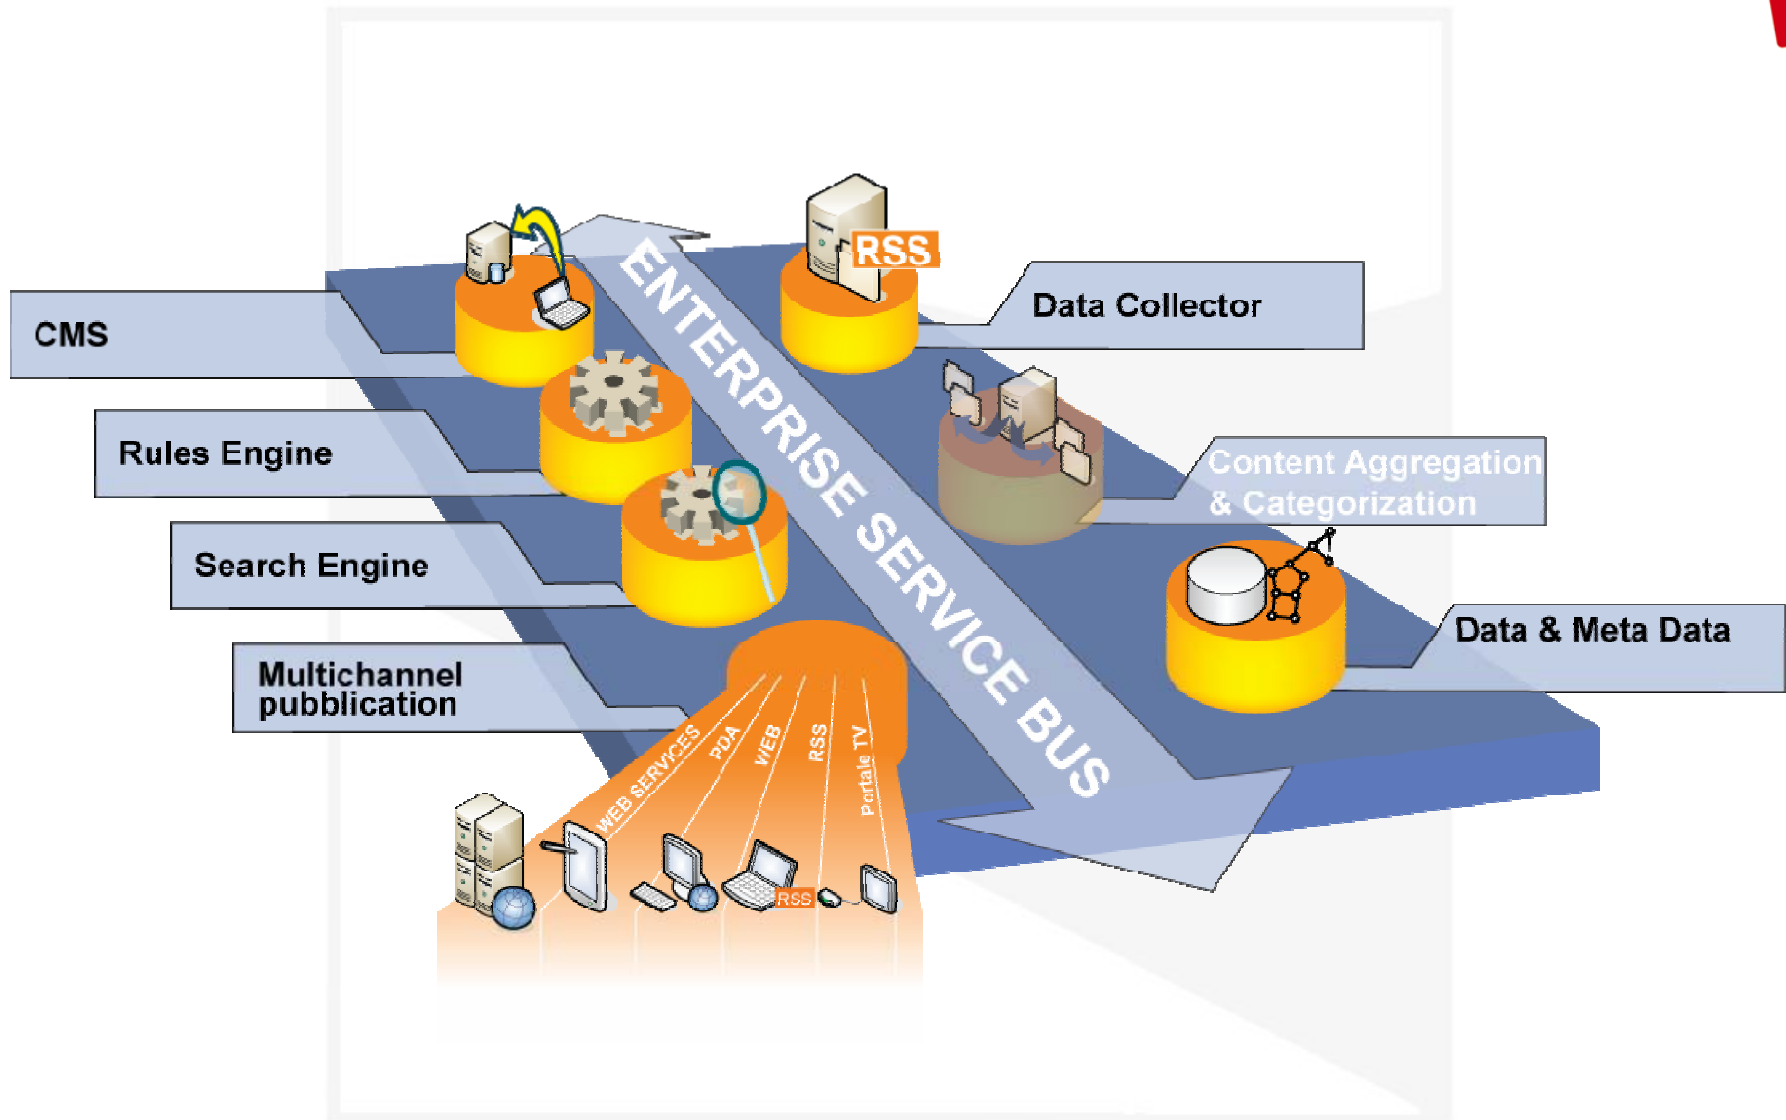 RSS
ENTERPRISE SERVICE BUS
CMS
Data Collector
Rules Engine
Content Aggregation
& Categorization
Search Engine
Data & Meta Data
Multichannel
pubblication
WEB SERVICES
PDA
WEB
RSS
Portale TV
RSS